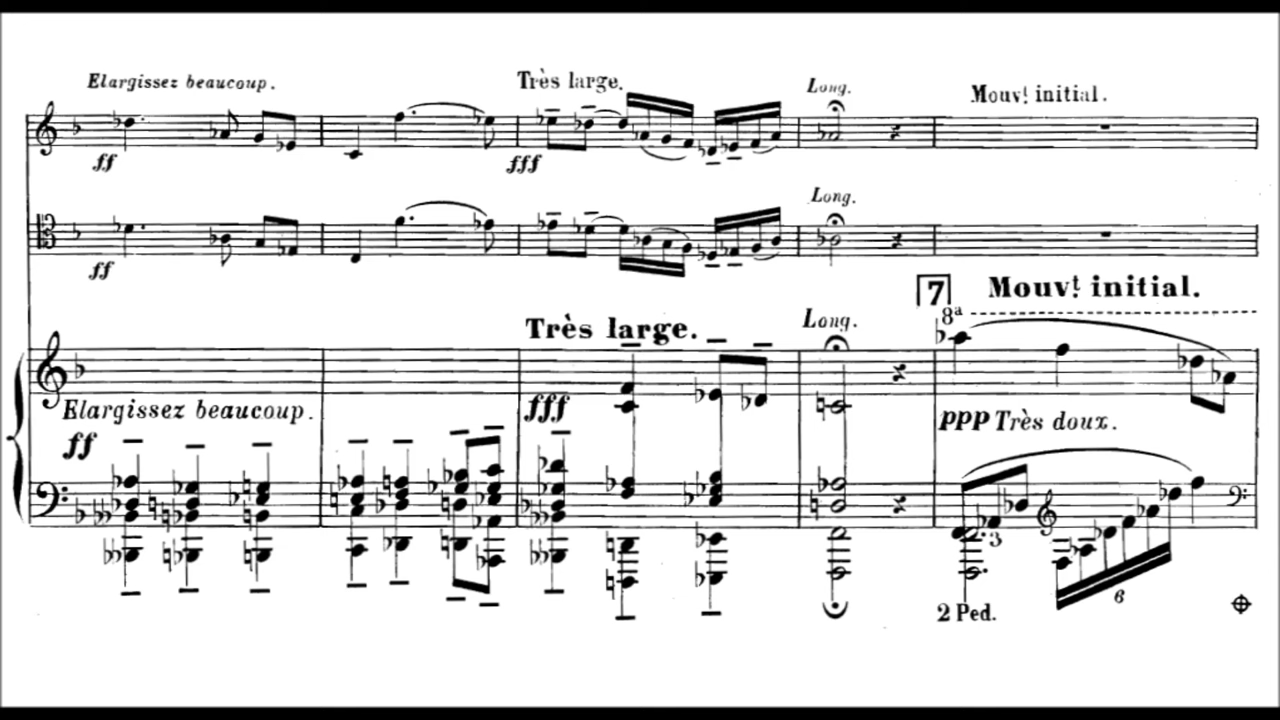 Elargissez beaucoup. Très large. Long. Mouvt initial.
ff fff
Long.
ff
7 Mouvt initial.
Très large. Long. 8a
Elargissez beaucoup. fff ppp Très doux.
ff
3
6
2 Ped.